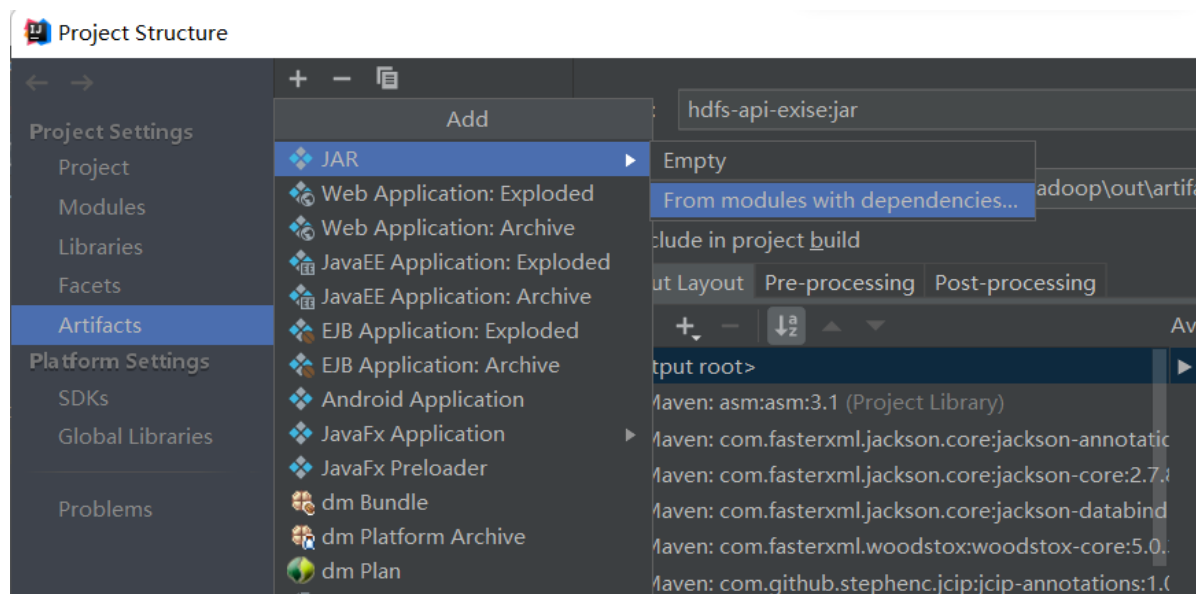 Project Structure
Project Settings
Project
Modules
Libraries
Facets
Artifacts
Platform Settings
SDKs
Global Libraries
Problems
Add
JAR
Web Application: Exploded
Web Application: Archive
JavaEE Application: Exploded
JavaEE Application: Archive
EJB Application: Exploded
EJB Application: Archive
Android Application
JavaFx Application
JavaFx Preloader
dm Bundle
dm Platform Archive
dm Plan
Empty
From modules with dependencies...
: hdfs-api-exise:jar
adoop\out\artifa
clude in project build
ut Layout Pre-processing Post-processing
Av
tput root>
Maven: asm:asm:3.1 (Project Library)
Maven: com.fasterxml.jackson.core:jackson-annotatio
Maven: com.fasterxml.jackson.core:jackson-core:2.7.8
Maven: com.fasterxml.jackson.core:jackson-databind
Maven: com.fasterxml.woodstox:woodstox-core:5.0.
Maven: com.github.stephenc.jcip:jcip-annotations:1.0